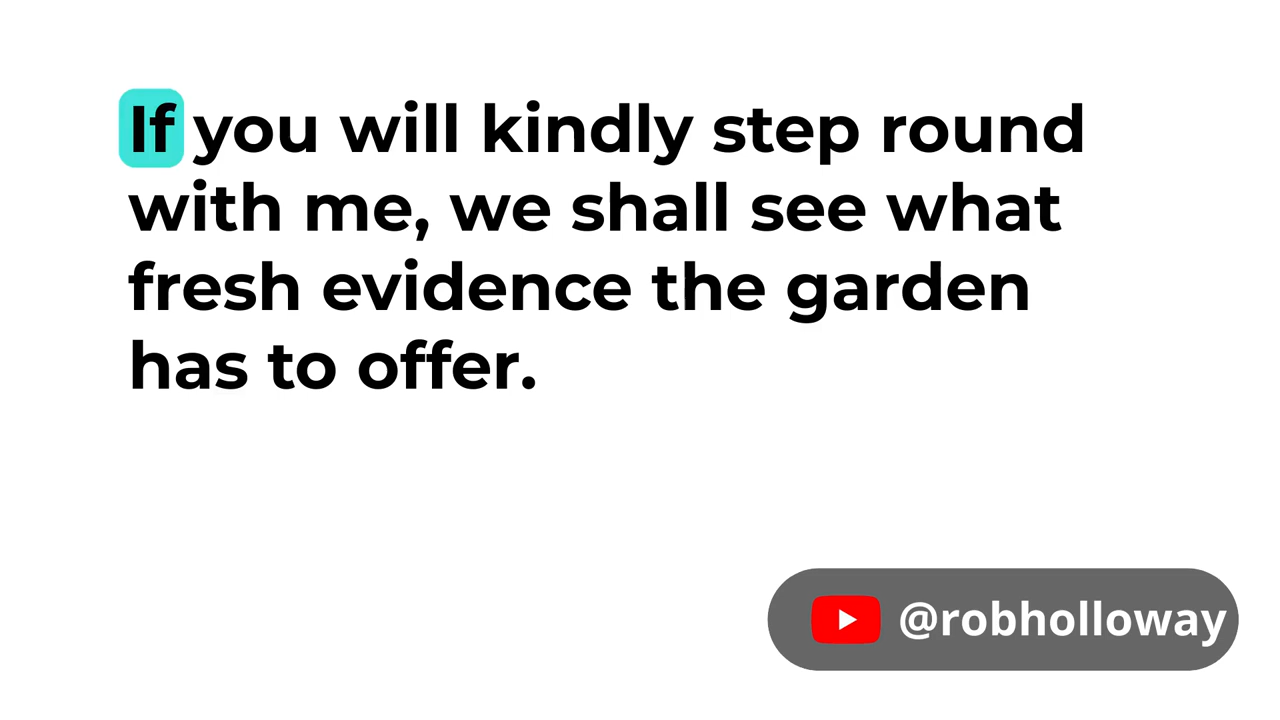 If you will kindly step round
with me, we shall see what
fresh evidence the garden
has to offer.
@robholloway